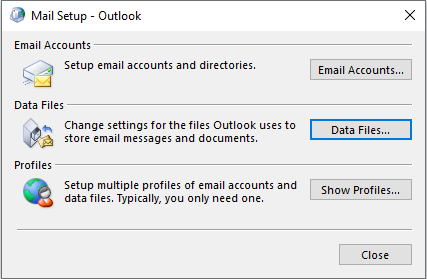 Mail Setup - Outlook
Email Accounts
Setup email accounts and directories.
Email Accounts...
Data Files
Change settings for the files Outlook uses to
store email messages and documents.
Data Files...
Profiles
Setup multiple profiles of email accounts and
data files. Typically, you only need one.
Show Profiles...
Close